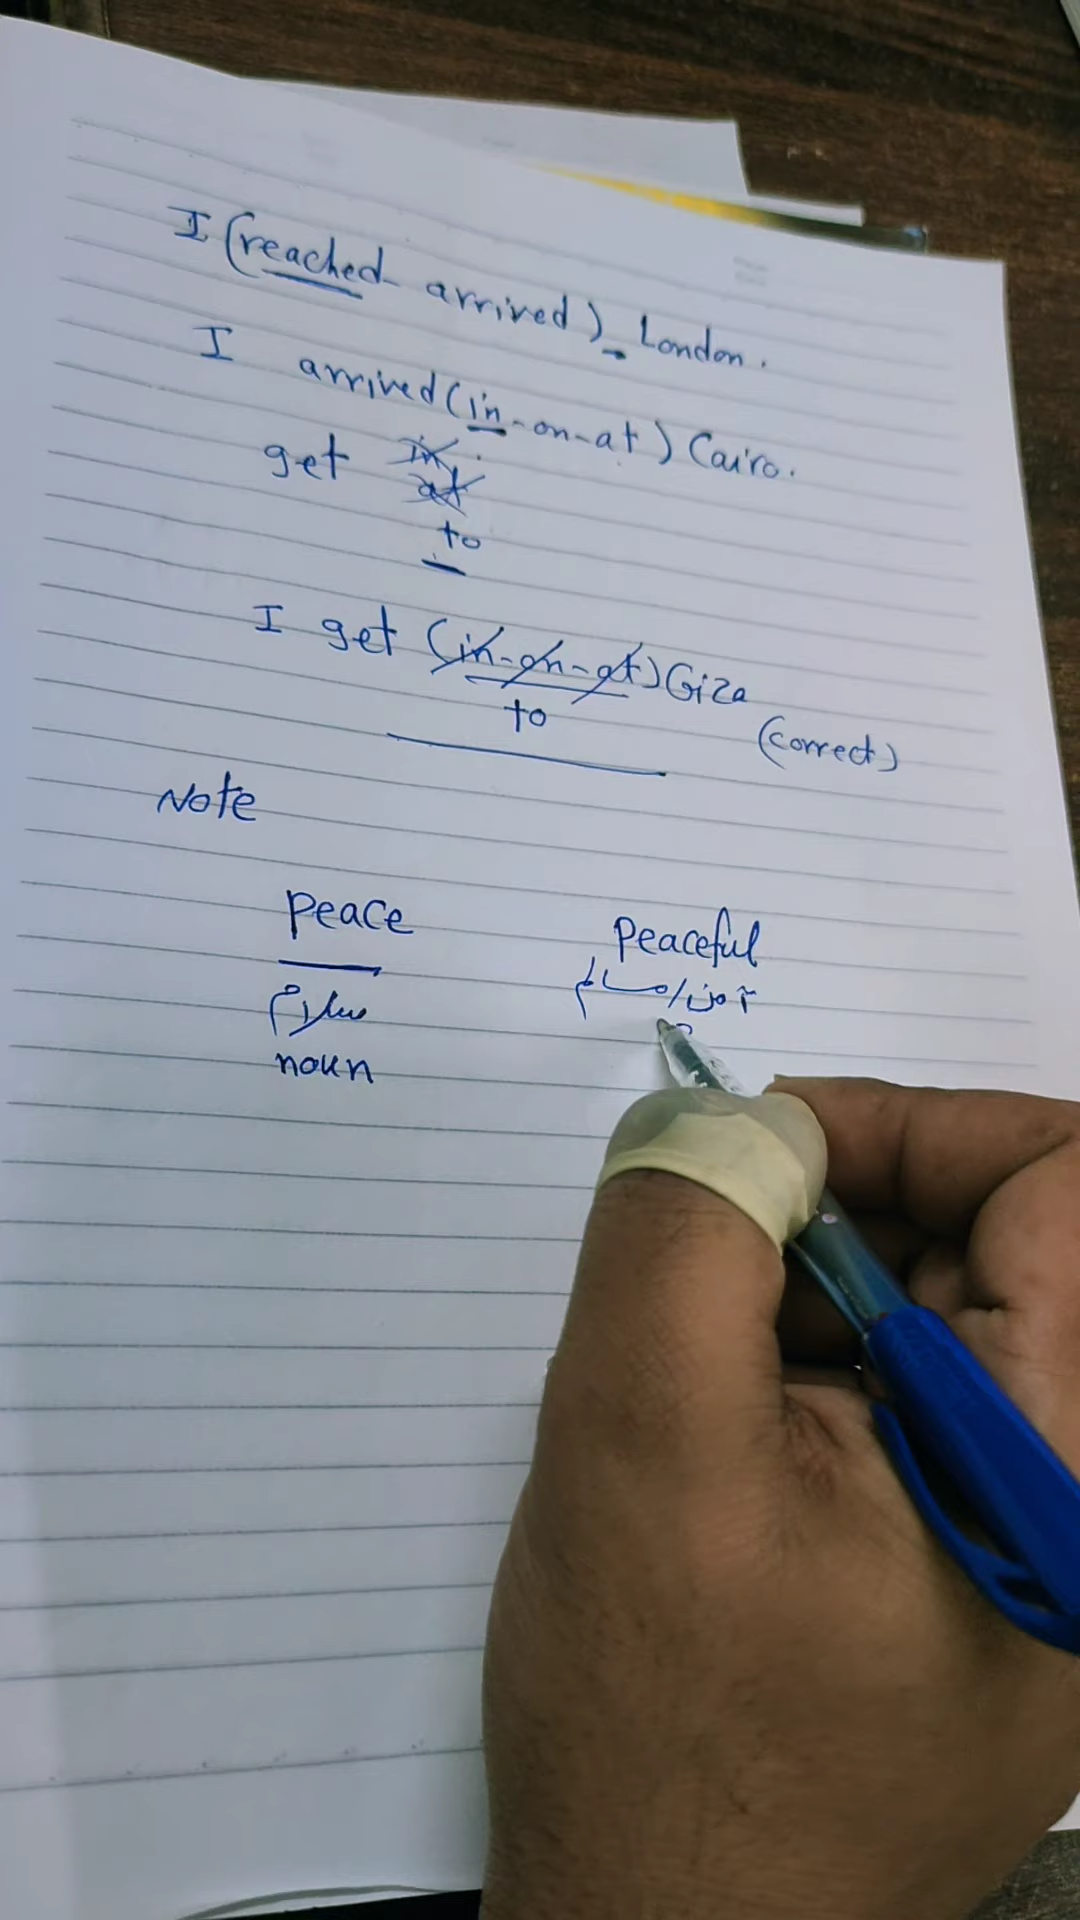 I (reached - arrived) _ London.
I arrived (in - on - at) Cairo.
get in
at
to
I get (in - on - at) Giza
to (correct)
Note
peace peaceful
سلام آمن/مسالم
noun